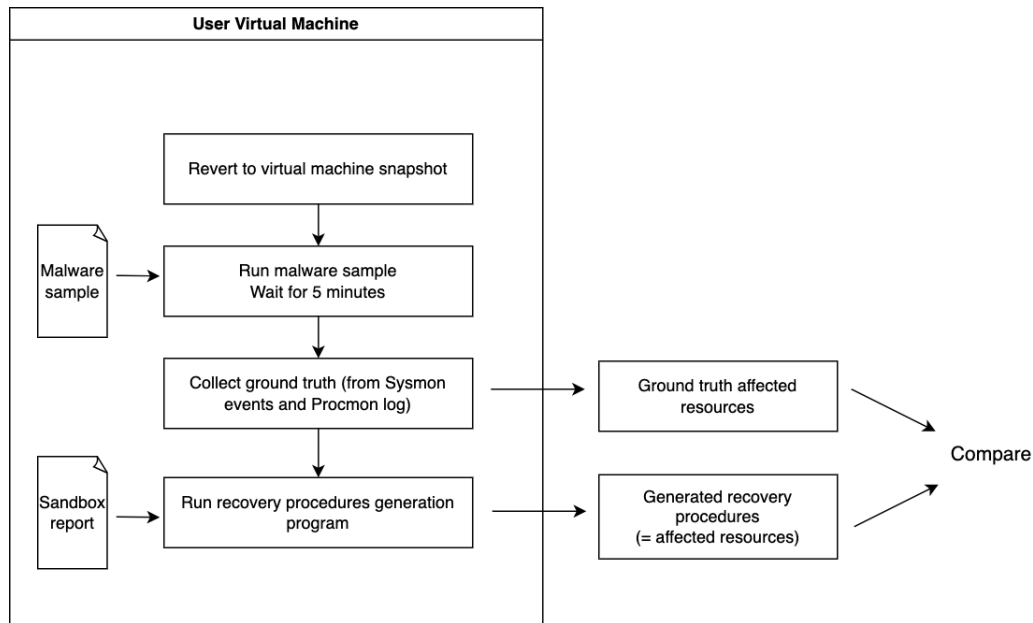 User Virtual Machine
Revert to virtual machine snapshot
Malware
sample
Run malware sample
Wait for 5 minutes
Collect ground truth (from Sysmon
events and Procmon log)
Ground truth affected
resources
Compare
Sandbox
report
Run recovery procedures generation
program
Generated recovery
procedures
(= affected resources)